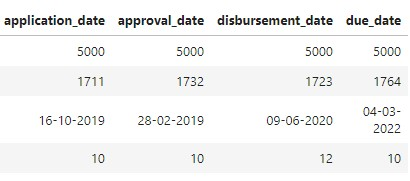 application_date approval_date disbursement_date due_date
5000 5000 5000 5000
1711 1732 1723 1764
16-10-2019 28-02-2019 09-06-2020 04-03-2022
10 10 12 10